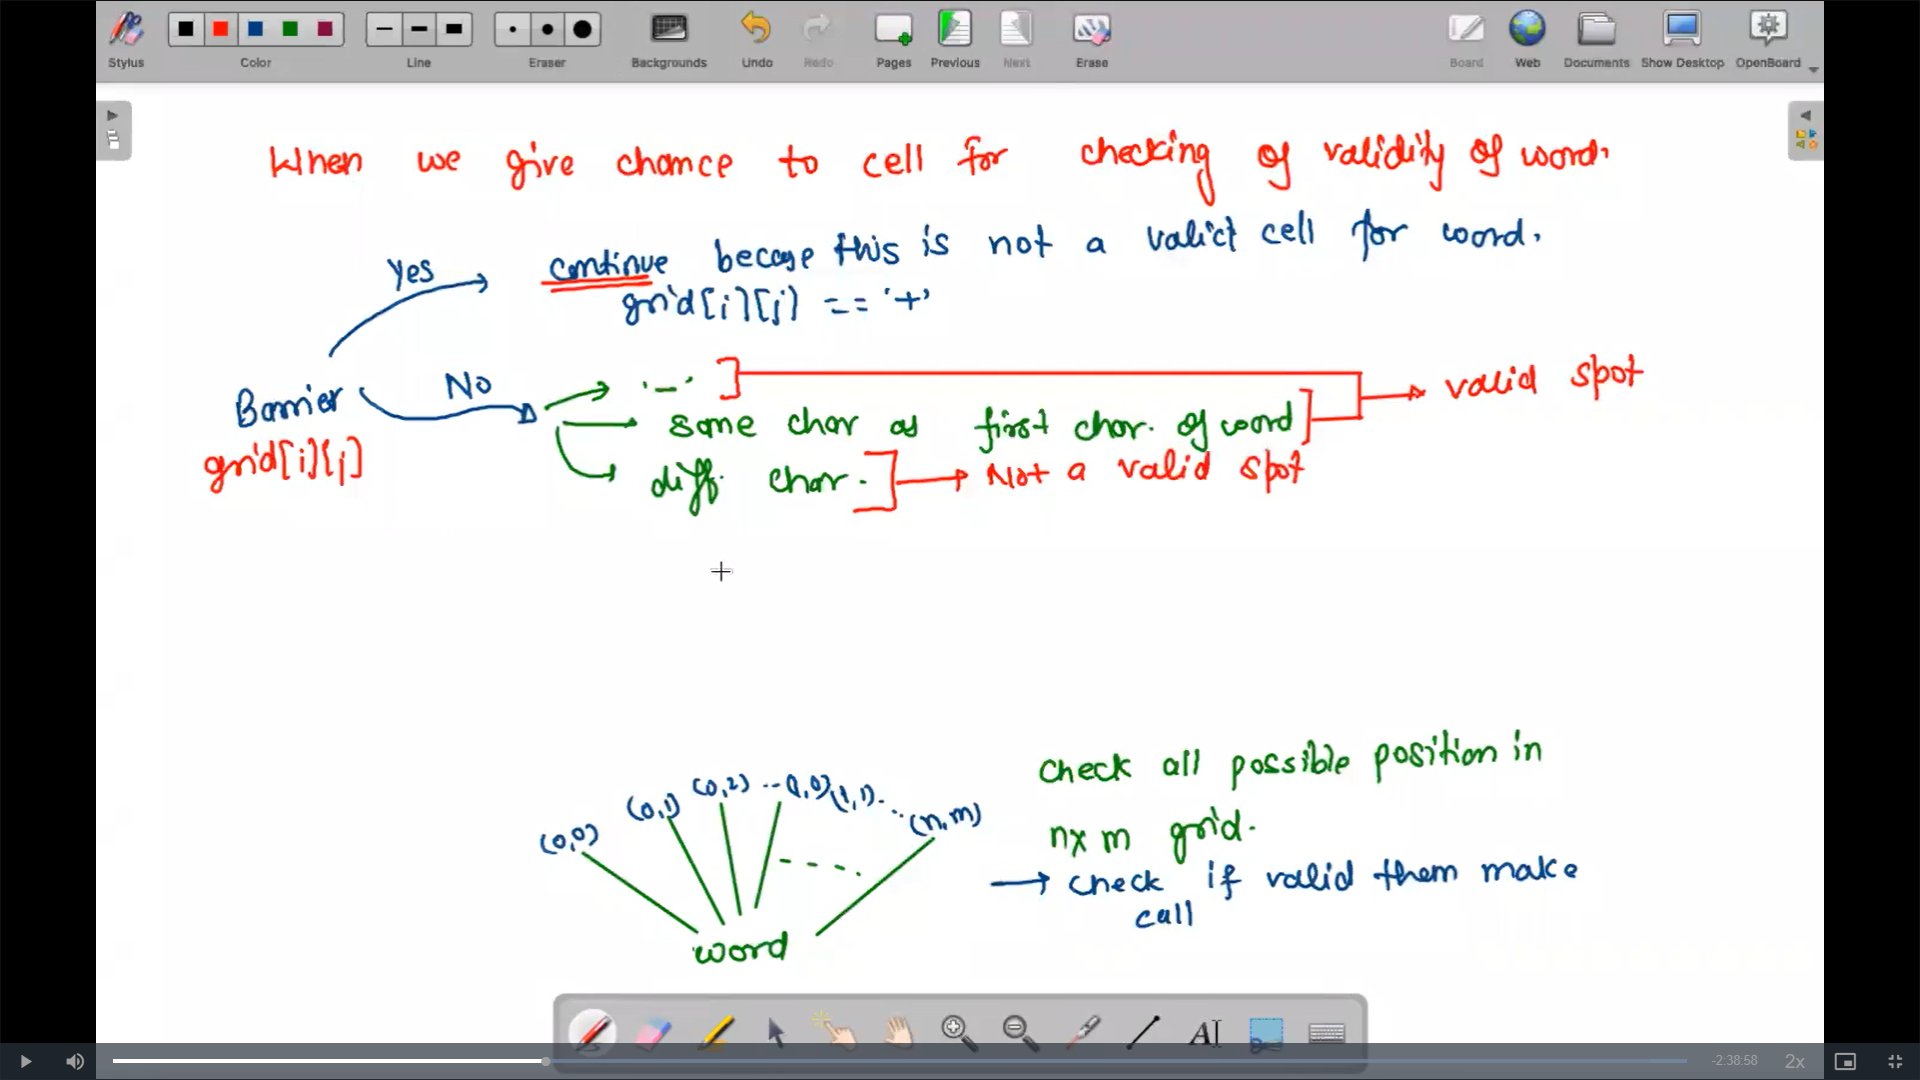 Stylus Color Line Eraser Backgrounds Undo Redo Pages Previous Next Erase Board Web Documents Show Desktop OpenBoard
When we give chance to cell for checking of validity of word.
Yes continue becase this is not a valid cell for word.
grid[i][j] == '+'
Barrier No '-' valid spot
same char as first char. of word
grid[i][j] diff. char. Not a valid spot
(0,0) (0,1) (0,2) -- (1,0) (1,1) . .. (n,m)
check all possible position in
nxm grid.
check if valid them make
call
word
AI
-2:38:58 2x